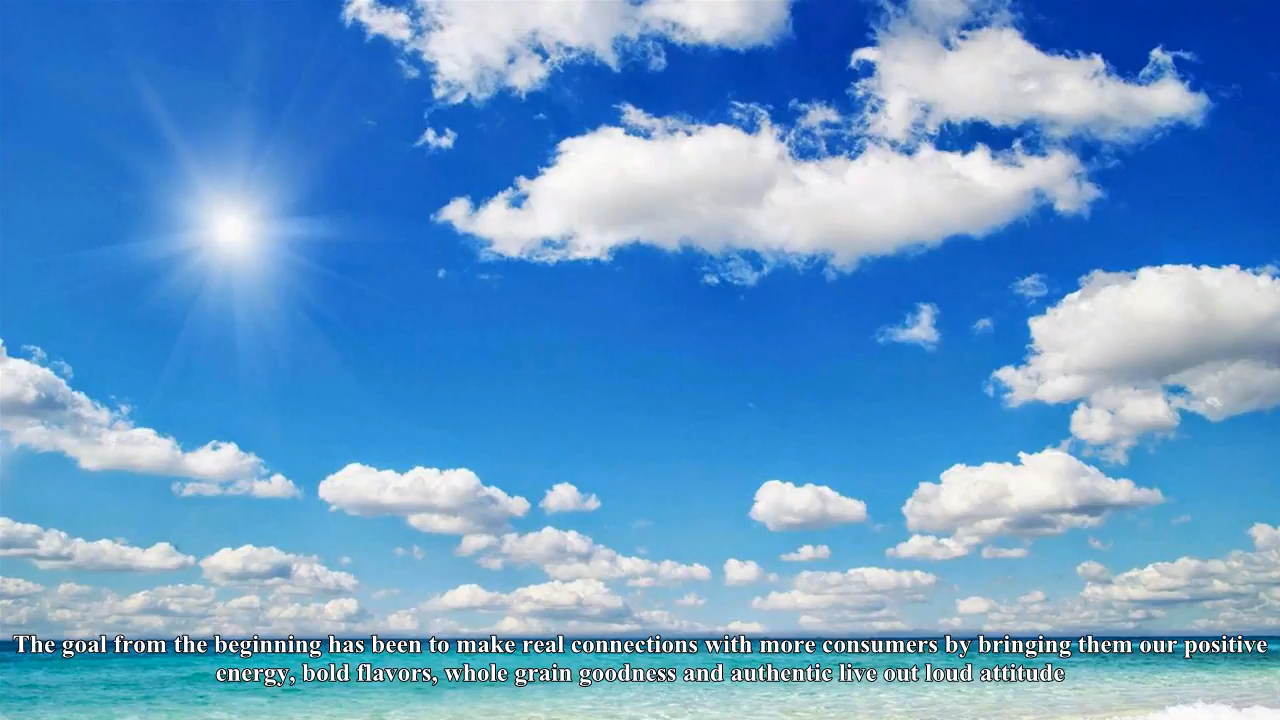 The goal from the beginning has been to make real connections with more consumers by bringing them our positive
energy, bold flavors, whole grain goodness and authentic live out loud attitude